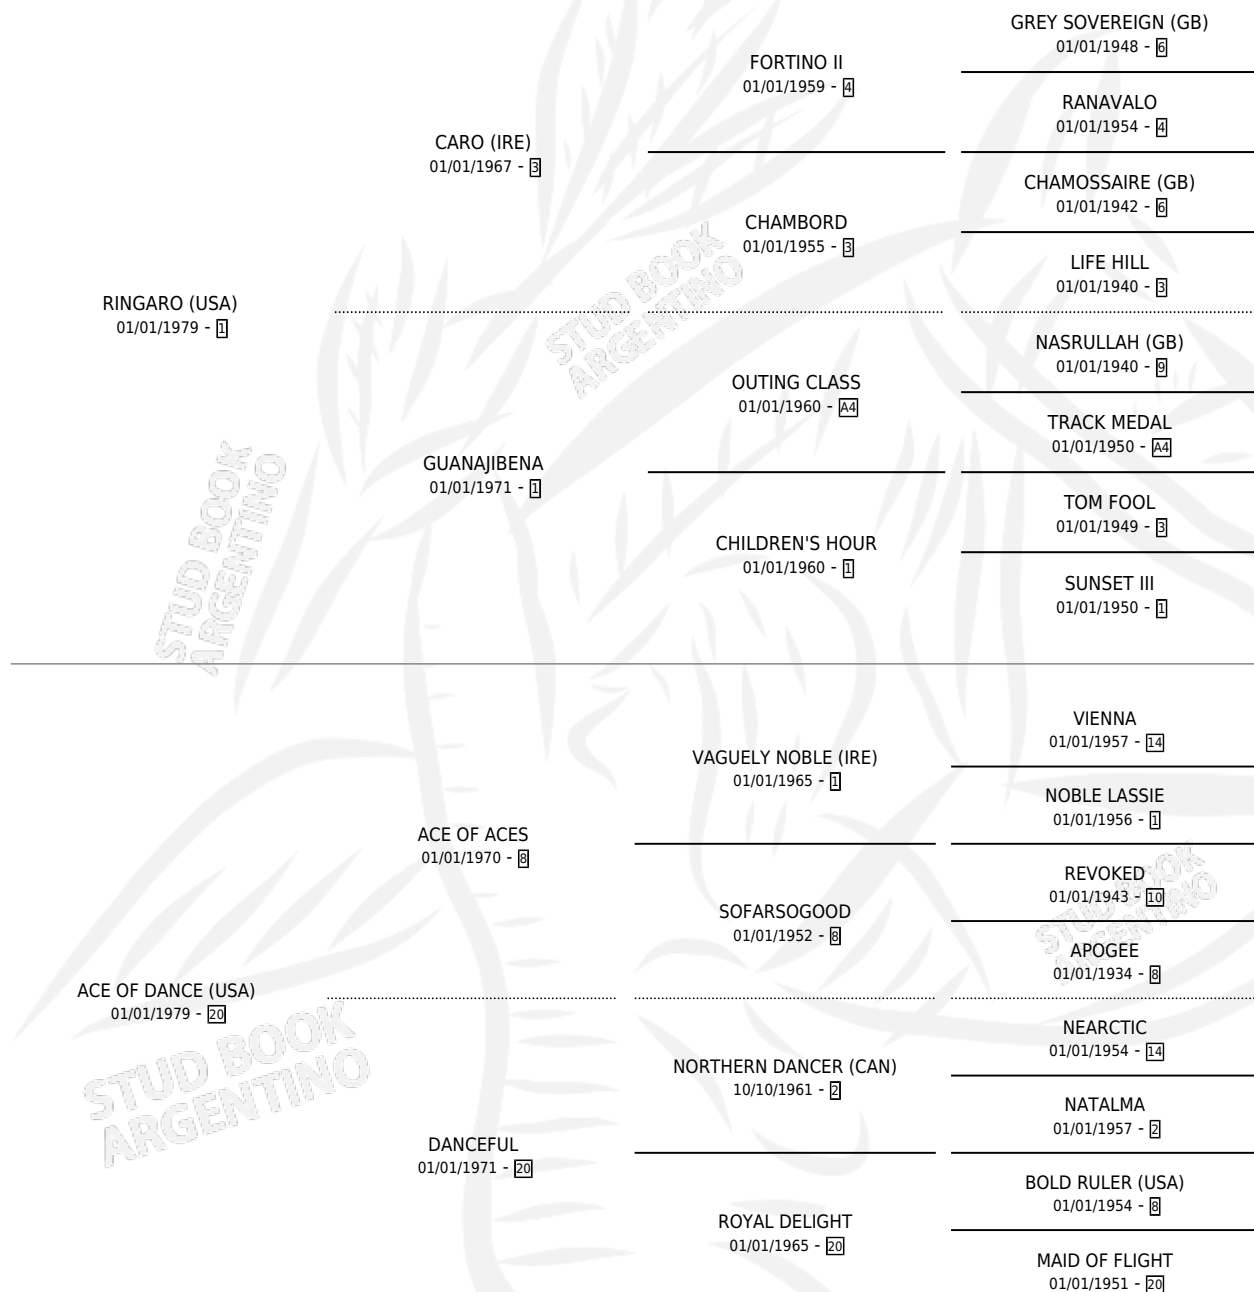 GREY SOVEREIGN (GB)
01/01/1948 - 6
FORTINO II
01/01/1959 - 4
RANAVALO
01/01/1954 - 4
CARO (IRE)
01/01/1967 - 3
CHAMOSSAIRE (GB)
01/01/1942 - 6
CHAMBORD
01/01/1955 - 3
LIFE HILL
01/01/1940 - 3
RINGARO (USA)
01/01/1979 - 1
NASRULLAH (GB)
01/01/1940 - 9
OUTING CLASS
01/01/1960 - A4
TRACK MEDAL
01/01/1950 - A4
GUANAJIBENA
01/01/1971 - 1
TOM FOOL
01/01/1949 - 3
CHILDREN'S HOUR
01/01/1960 - 1
SUNSET III
01/01/1950 - 1
STUD BOOK
ARGENTINO
STUD BOOK
ARGENTINO
VIENNA
01/01/1957 - 14
VAGUELY NOBLE (IRE)
01/01/1965 - 1
NOBLE LASSIE
01/01/1956 - 1
ACE OF ACES
01/01/1970 - 8
REVOKED
01/01/1943 - 10
SOFARSOGOOD
01/01/1952 - 8
APOGEE
01/01/1934 - 8
STUD BOOK
ARGENTINO
ACE OF DANCE (USA)
01/01/1979 - 20
NEARCTIC
01/01/1954 - 14
NORTHERN DANCER (CAN)
10/10/1961 - 2
NATALMA
01/01/1957 - 2
STUD BOOK
ARGENTINO
DANCEFUL
01/01/1971 - 20
BOLD RULER (USA)
01/01/1954 - 8
ROYAL DELIGHT
01/01/1965 - 20
MAID OF FLIGHT
01/01/1951 - 20